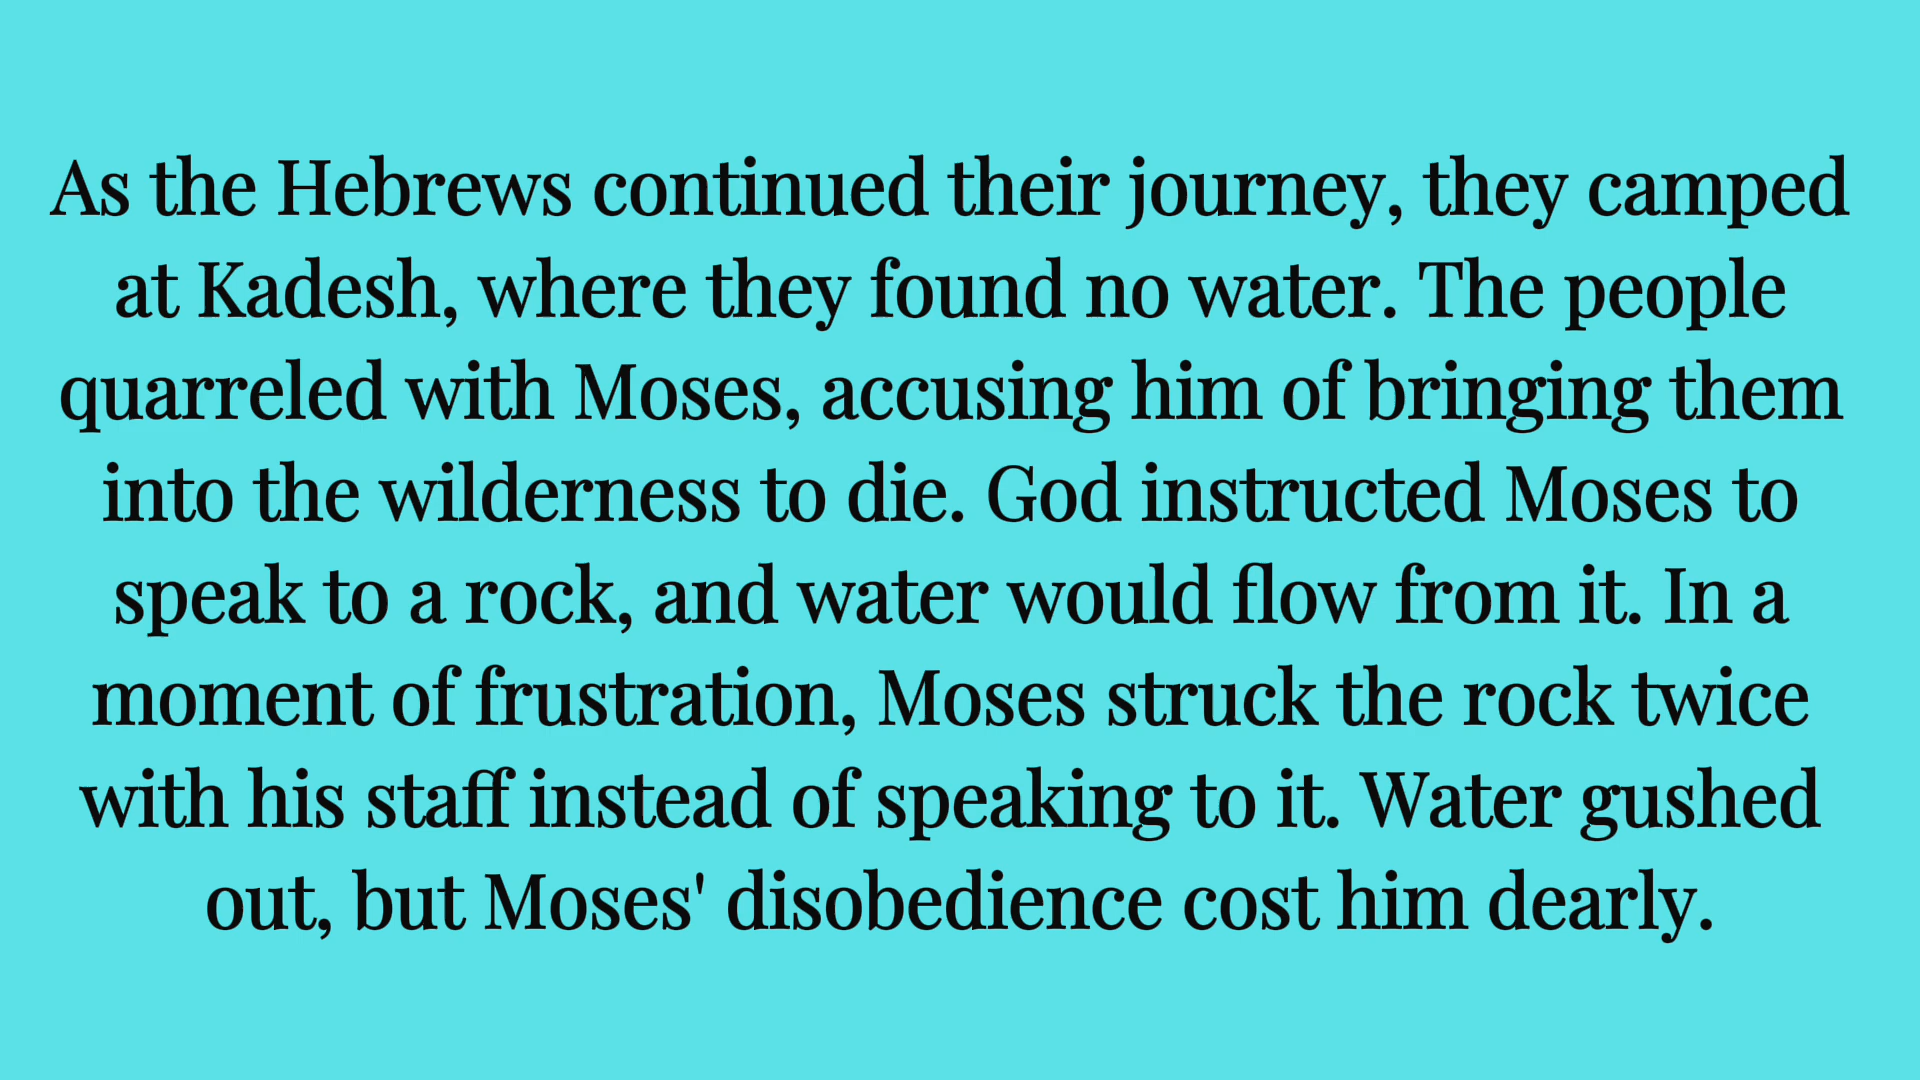 As the Hebrews continued their journey, they camped
at Kadesh, where they found no water. The people
quarreled with Moses, accusing him of bringing them
into the wilderness to die. God instructed Moses to
speak to a rock, and water would flow from it. In a
moment of frustration, Moses struck the rock twice
with his staff instead of speaking to it. Water gushed
out, but Moses' disobedience cost him dearly.